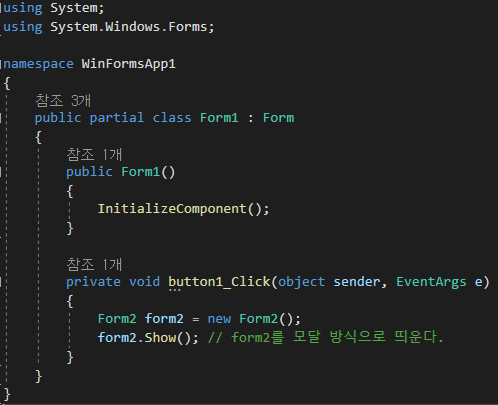 using System;
using System.Windows.Forms;
namespace WinFormsApp1
{
참조 3개
public partial class Form1 : Form
{
참조 1개
public Form1()
{
InitializeComponent();
}
참조 1개
private void button1_Click(object sender, EventArgs e)
{
Form2 form2 = new Form2();
form2.Show(); // form2를 모달 방식으로 띄운다.
}
}
}